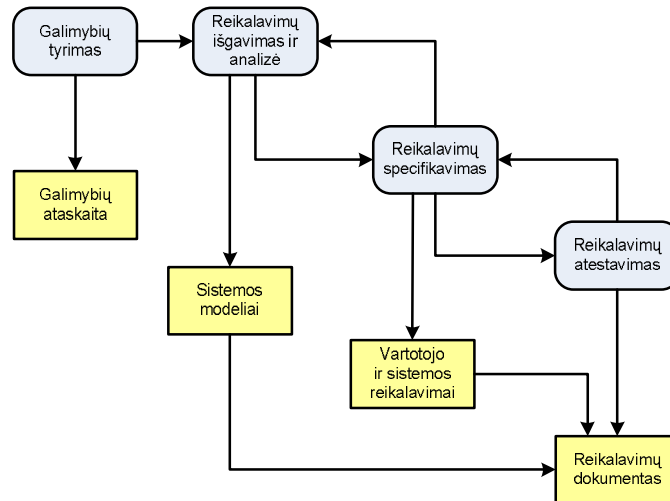 Galimybių
tyrimas
Reikalavimų
išgavimas ir
analizė
Reikalavimų
specifikavimas
Galimybių
ataskaita
Reikalavimų
atestavimas
Sistemos
modeliai
Vartotojo
ir sistemos
reikalavimai
Reikalavimų
dokumentas